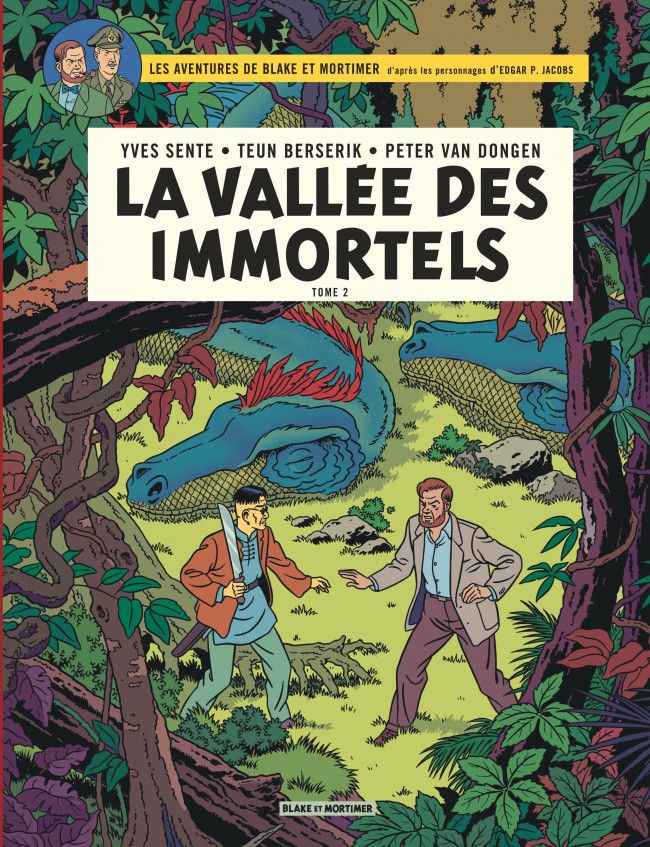 LES AVENTURES DE BLAKE ET MORTIMER d'après les personnages d'EDGAR P. JACOBS
YVES SENTE • TEUN BERSERIK • PETER VAN DONGEN
LA VALLÉE DES
IMMORTELS
TOME 2
BLAKE ET MORTIMER